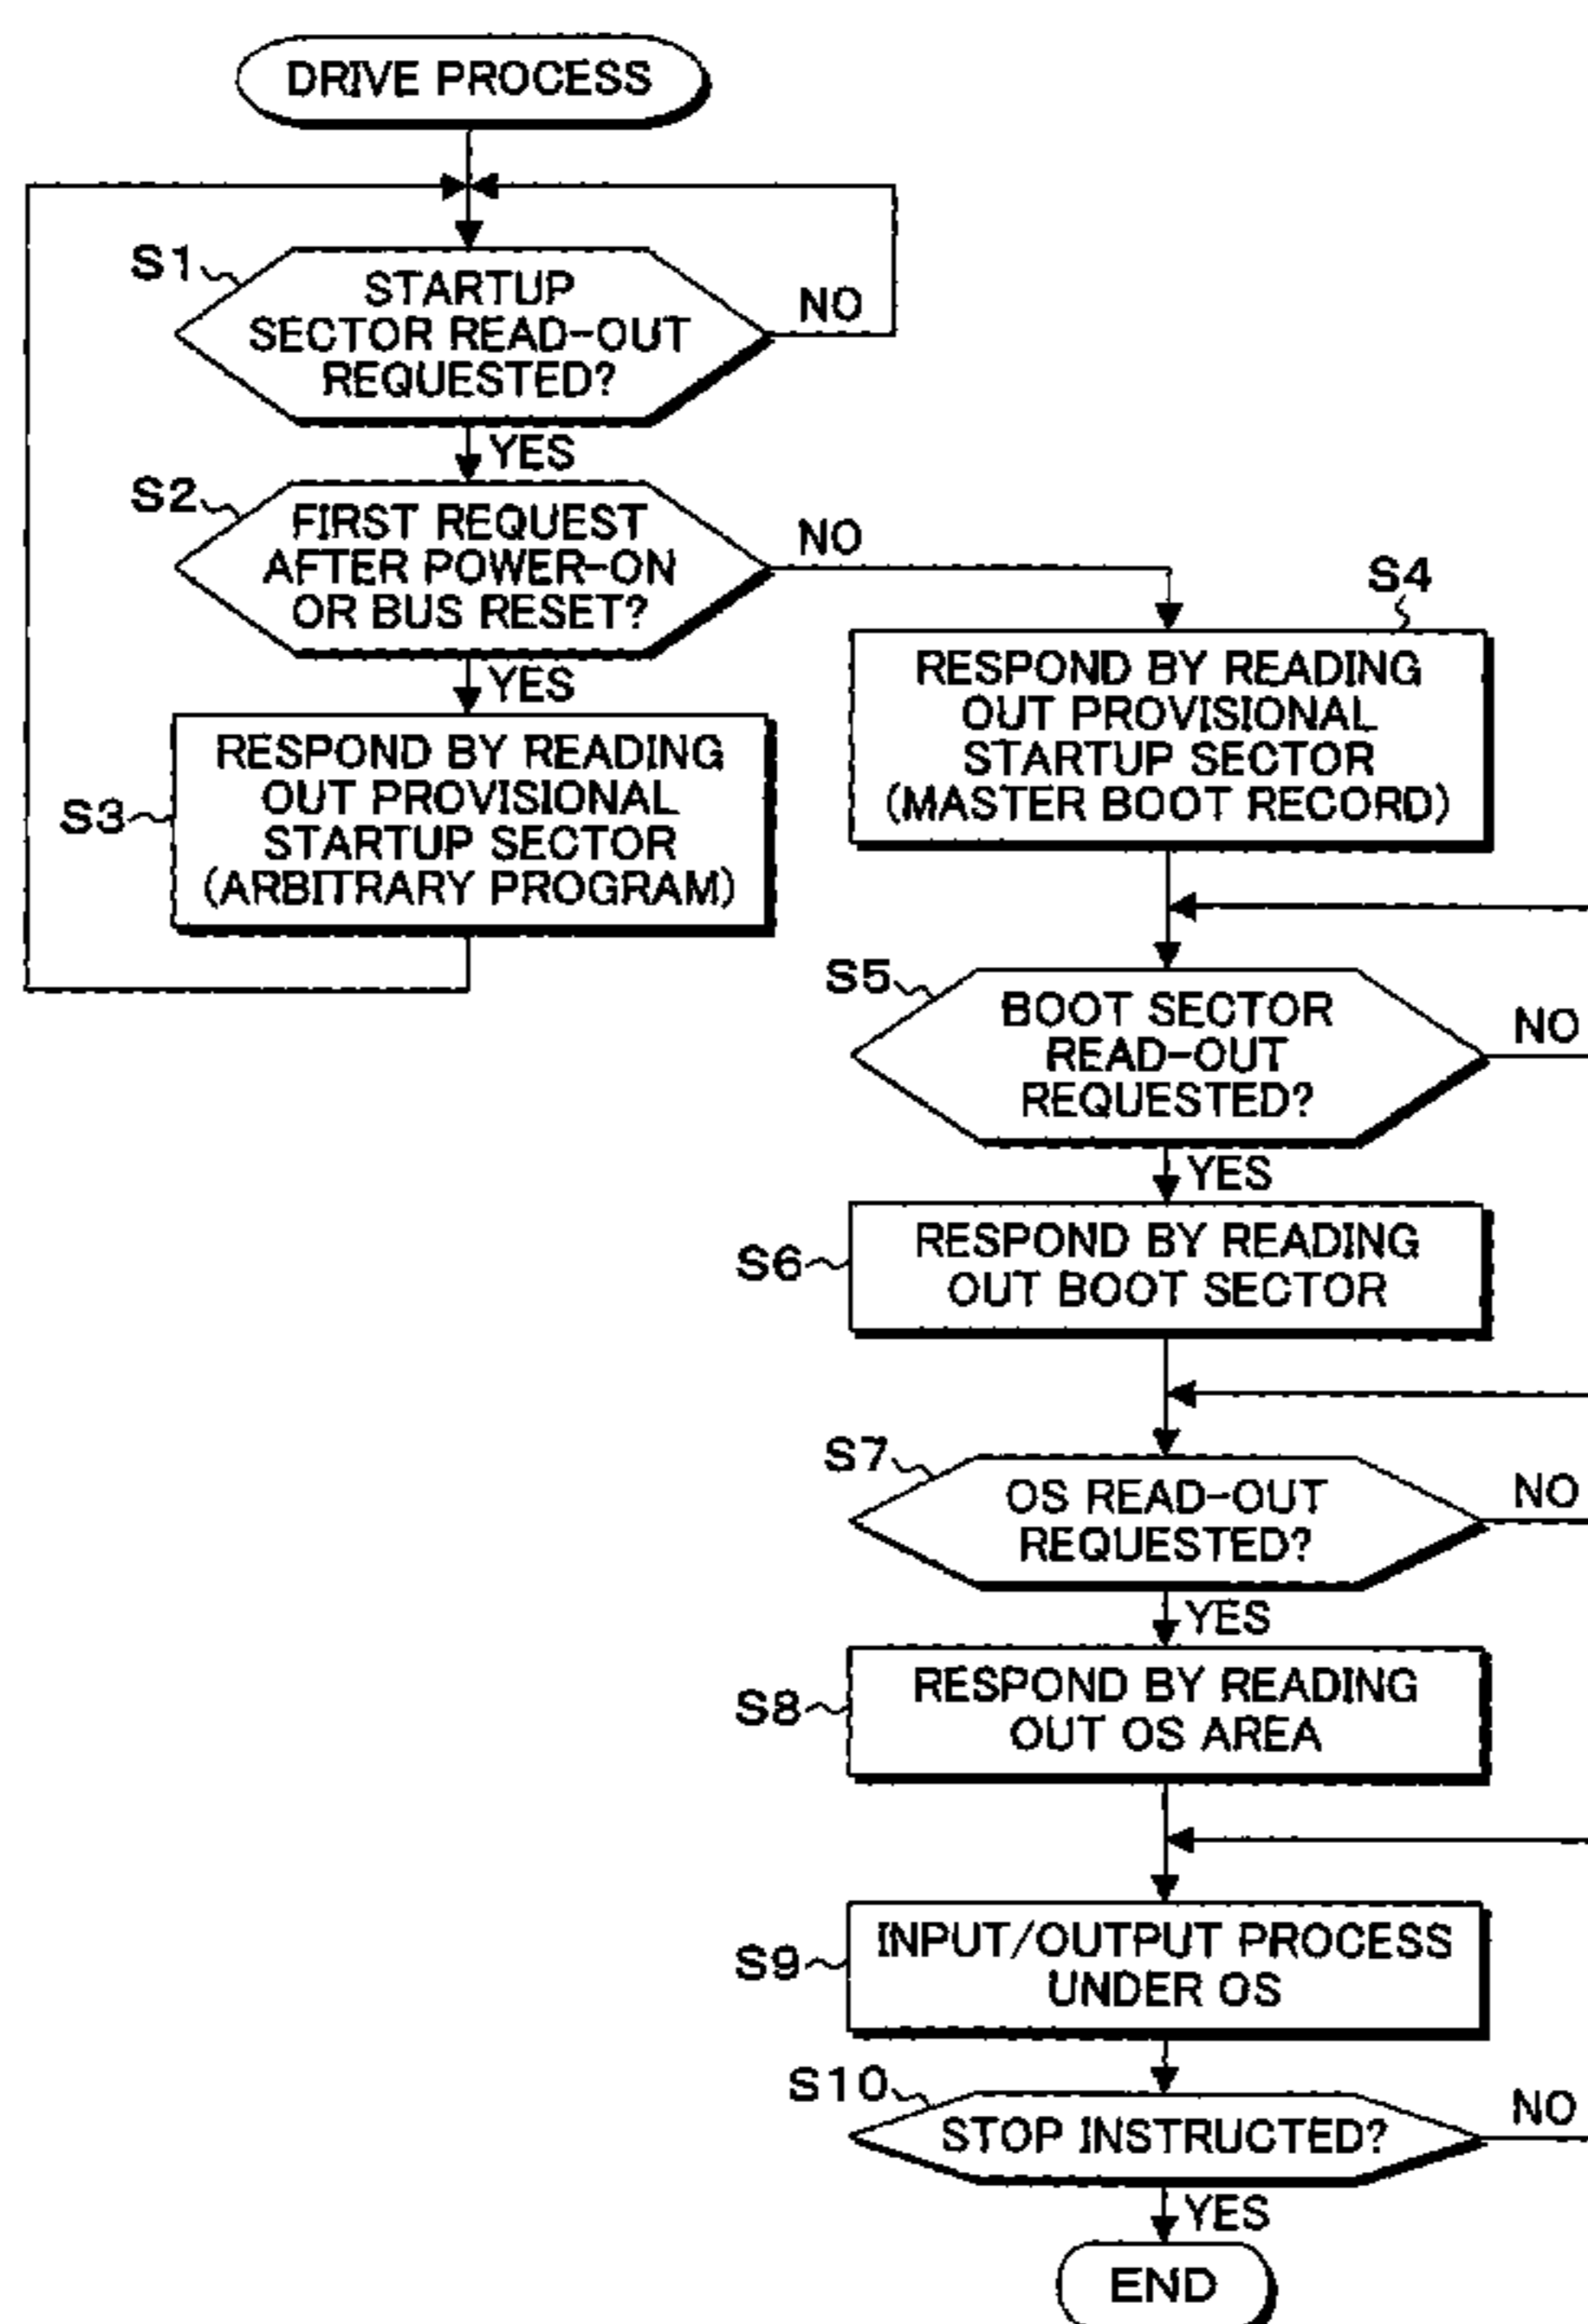 DRIVE PROCESS
S1
STARTUP
SECTOR READ-OUT
REQUESTED?
NO
YES
S2
FIRST REQUEST
AFTER POWER-ON
OR BUS RESET?
NO
YES
S3
RESPOND BY READING
OUT PROVISIONAL
STARTUP SECTOR
(ARBITRARY PROGRAM)
S4
RESPOND BY READING
OUT PROVISIONAL
STARTUP SECTOR
(MASTER BOOT RECORD)
S5
BOOT SECTOR
READ-OUT
REQUESTED?
NO
YES
S6
RESPOND BY READING
OUT BOOT SECTOR
S7
OS READ-OUT
REQUESTED?
NO
YES
S8
RESPOND BY READING
OUT OS AREA
S9
INPUT/OUTPUT PROCESS
UNDER OS
S10
STOP INSTRUCTED?
NO
YES
END